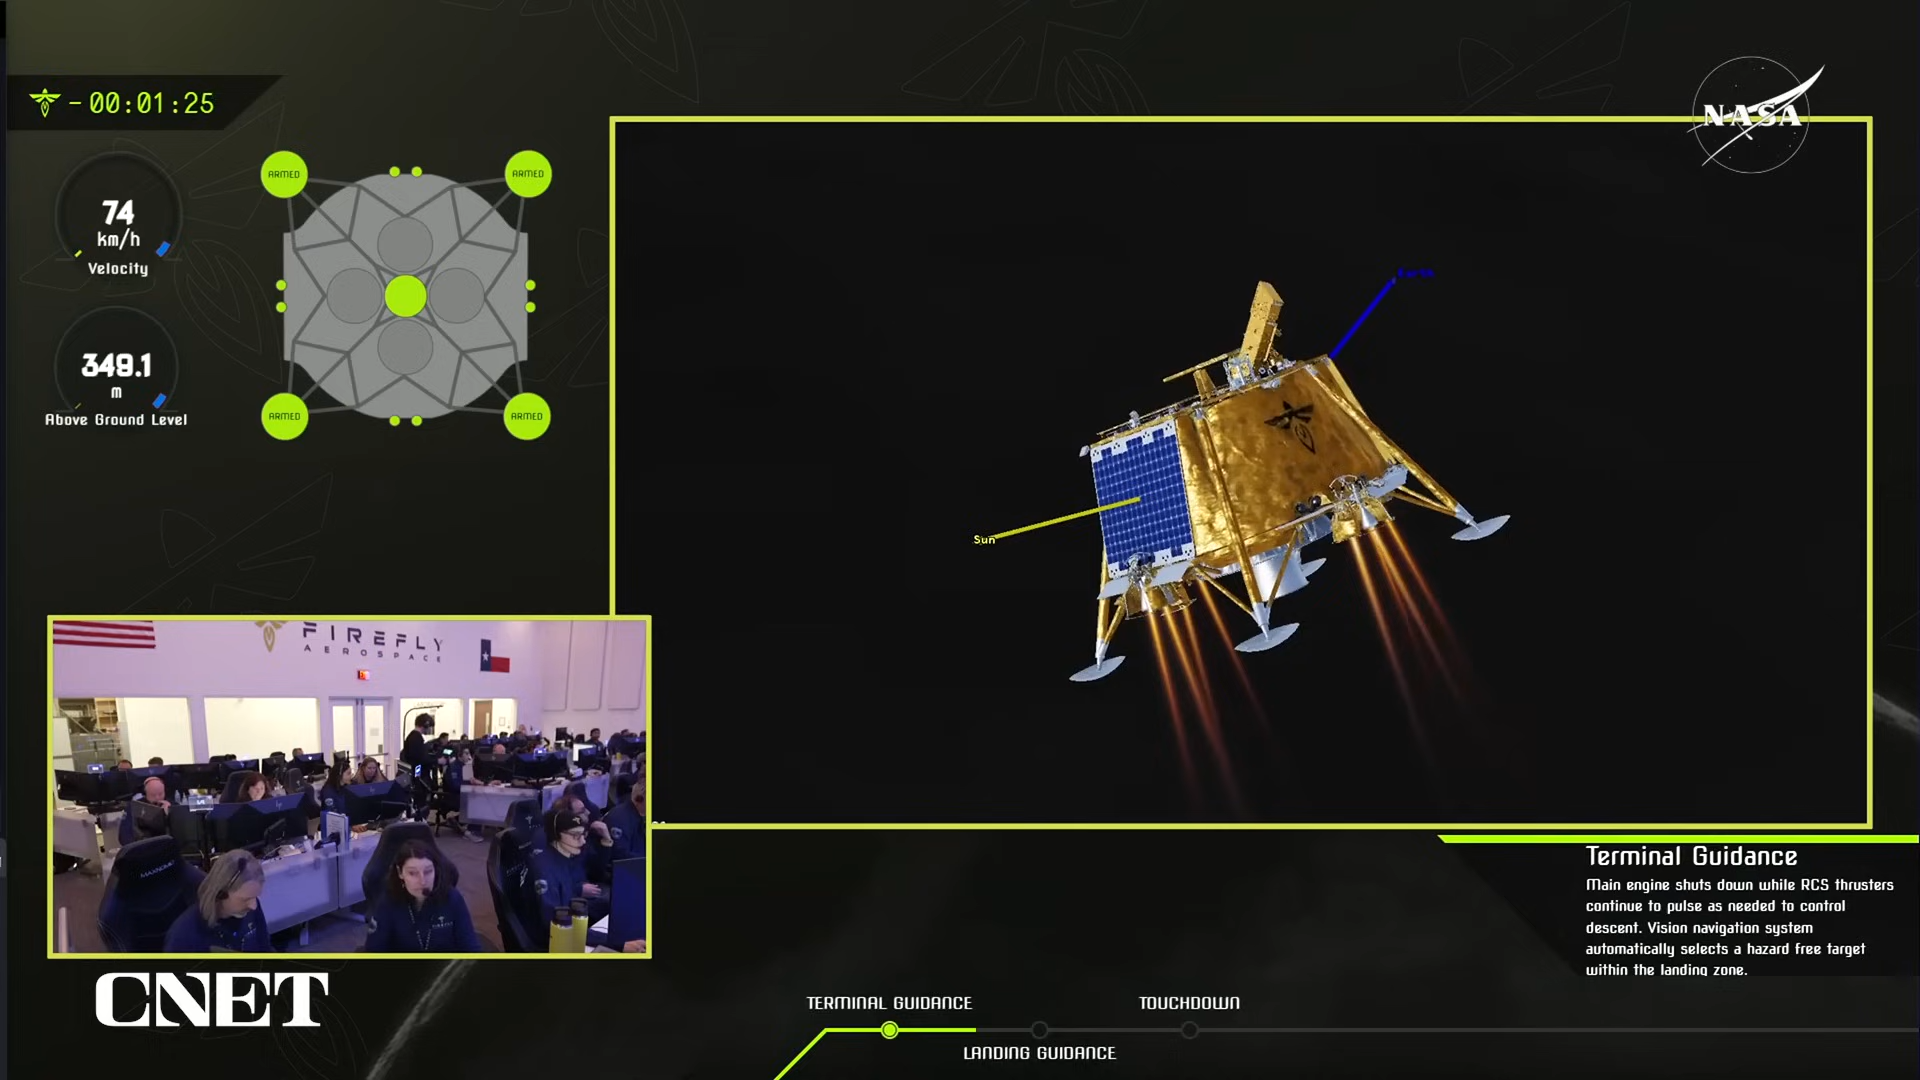 - 00:01:25
NASA
74
km/h
Velocity
349.1
m
Above Ground Level
ARMED
ARMED
ARMED
ARMED
Earth
Sun
FIREFLY
AEROSPACE
CNET
Terminal Guidance
Main engine shuts down while RCS thrusters
continue to pulse as needed to control
descent. Vision navigation system
automatically selects a hazard free target
within the landing zone.
TERMINAL GUIDANCE
TOUCHDOWN
LANDING GUIDANCE